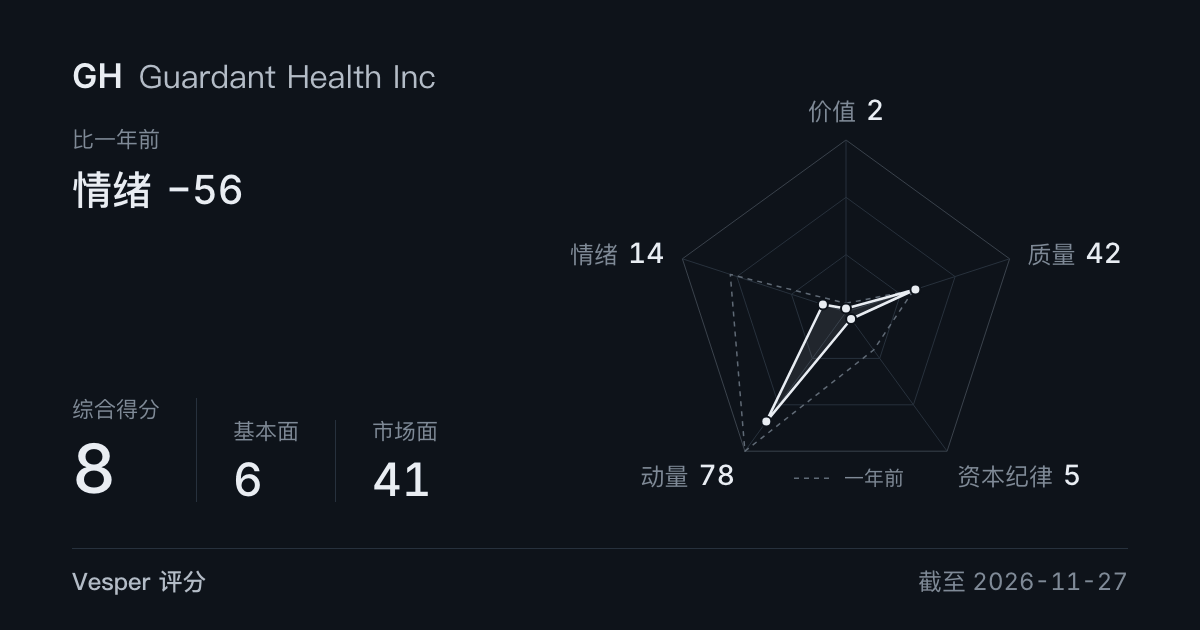 GH Guardant Health Inc
比一年前
情绪 −56
综合得分
8
基本面
6
市场面
41
价值 2
情绪 14
质量 42
动量 78
一年前
资本纪律 5
Vesper 评分
截至 2026-11-27